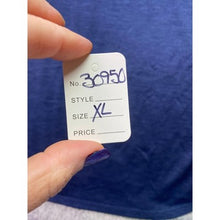 No. 30950
STYLE
SIZE XL
PRICE